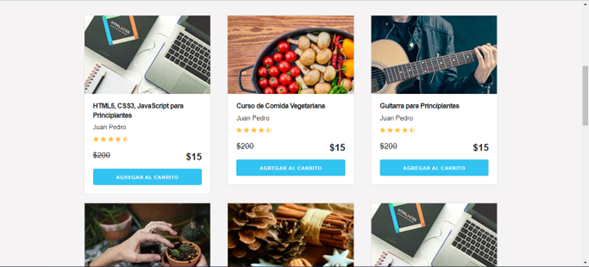 HTML5, CSS3, JavaScript para
Principiantes
Juan Pedro
$200
$15
AGREGAR AL CARRITO
Curso de Comida Vegetariana
Juan Pedro
$200
$15
AGREGAR AL CARRITO
Guitarra para Principiantes
Juan Pedro
$200
$15
AGREGAR AL CARRITO